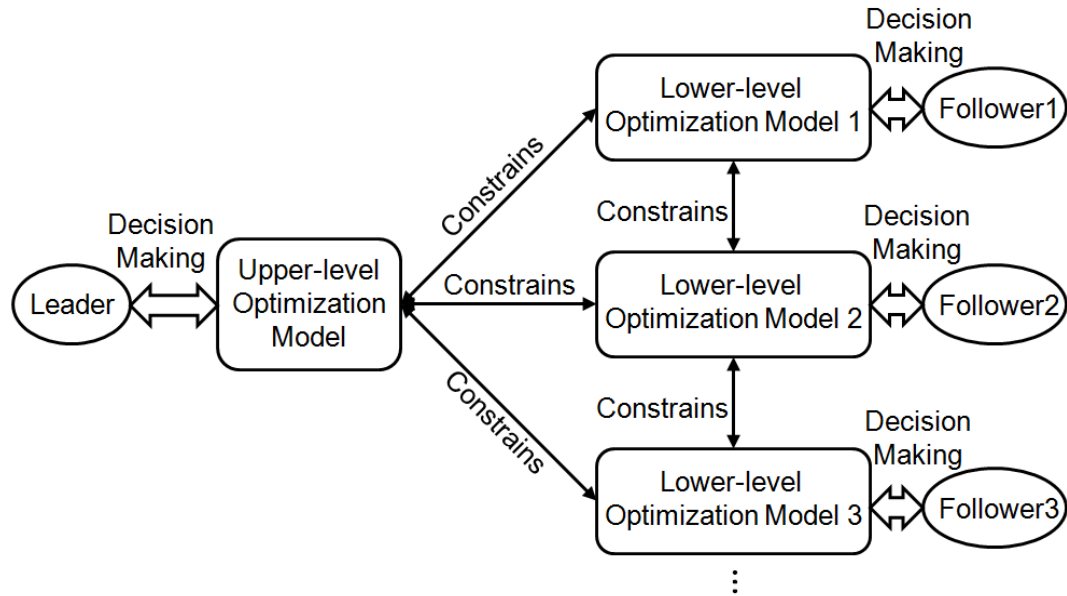 Decision
Making
Leader
Upper-level
Optimization
Model
Constrains
Constrains
Constrains
Lower-level
Optimization Model 1
Decision
Making
Follower1
Constrains
Lower-level
Optimization Model 2
Decision
Making
Follower2
Constrains
Lower-level
Optimization Model 3
Decision
Making
Follower3
...